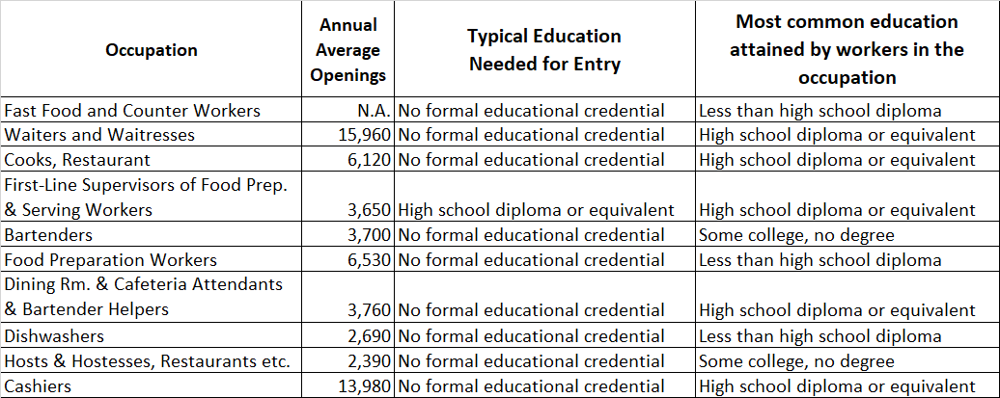 Occupation
Annual
Average
Openings
Typical Education
Needed for Entry
Most common education
attained by workers in the
occupation
Fast Food and Counter Workers N.A. No formal educational credential Less than high school diploma
Waiters and Waitresses 15,960 No formal educational credential High school diploma or equivalent
Cooks, Restaurant 6,120 No formal educational credential High school diploma or equivalent
First-Line Supervisors of Food Prep.
& Serving Workers 3,650 High school diploma or equivalent High school diploma or equivalent
Bartenders 3,700 No formal educational credential Some college, no degree
Food Preparation Workers 6,530 No formal educational credential Less than high school diploma
Dining Rm. & Cafeteria Attendants
& Bartender Helpers 3,760 No formal educational credential High school diploma or equivalent
Dishwashers 2,690 No formal educational credential Less than high school diploma
Hosts & Hostesses, Restaurants etc. 2,390 No formal educational credential Some college, no degree
Cashiers 13,980 No formal educational credential High school diploma or equivalent